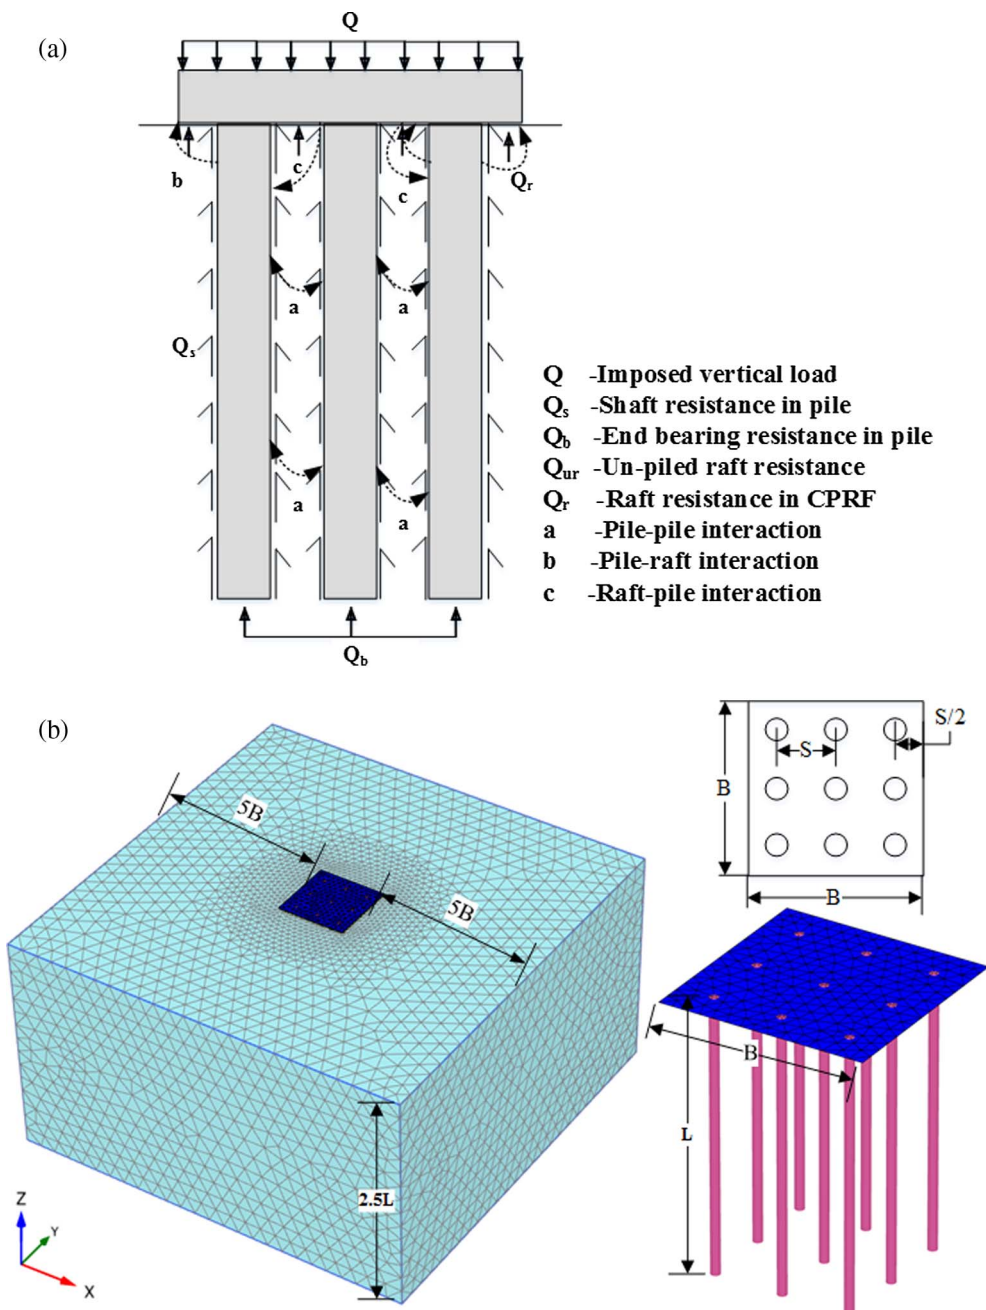 (a)
Q
b
c
c
Qr
a
a
Qs
a
a
Qb
Q -Imposed vertical load
Qs -Shaft resistance in pile
Qb -End bearing resistance in pile
Qur -Un-piled raft resistance
Qr -Raft resistance in CPRF
a -Pile-pile interaction
b -Pile-raft interaction
c -Raft-pile interaction
(b)
5B
5B
2.5L
Z
Y
X
S/2
S
B
B
B
L